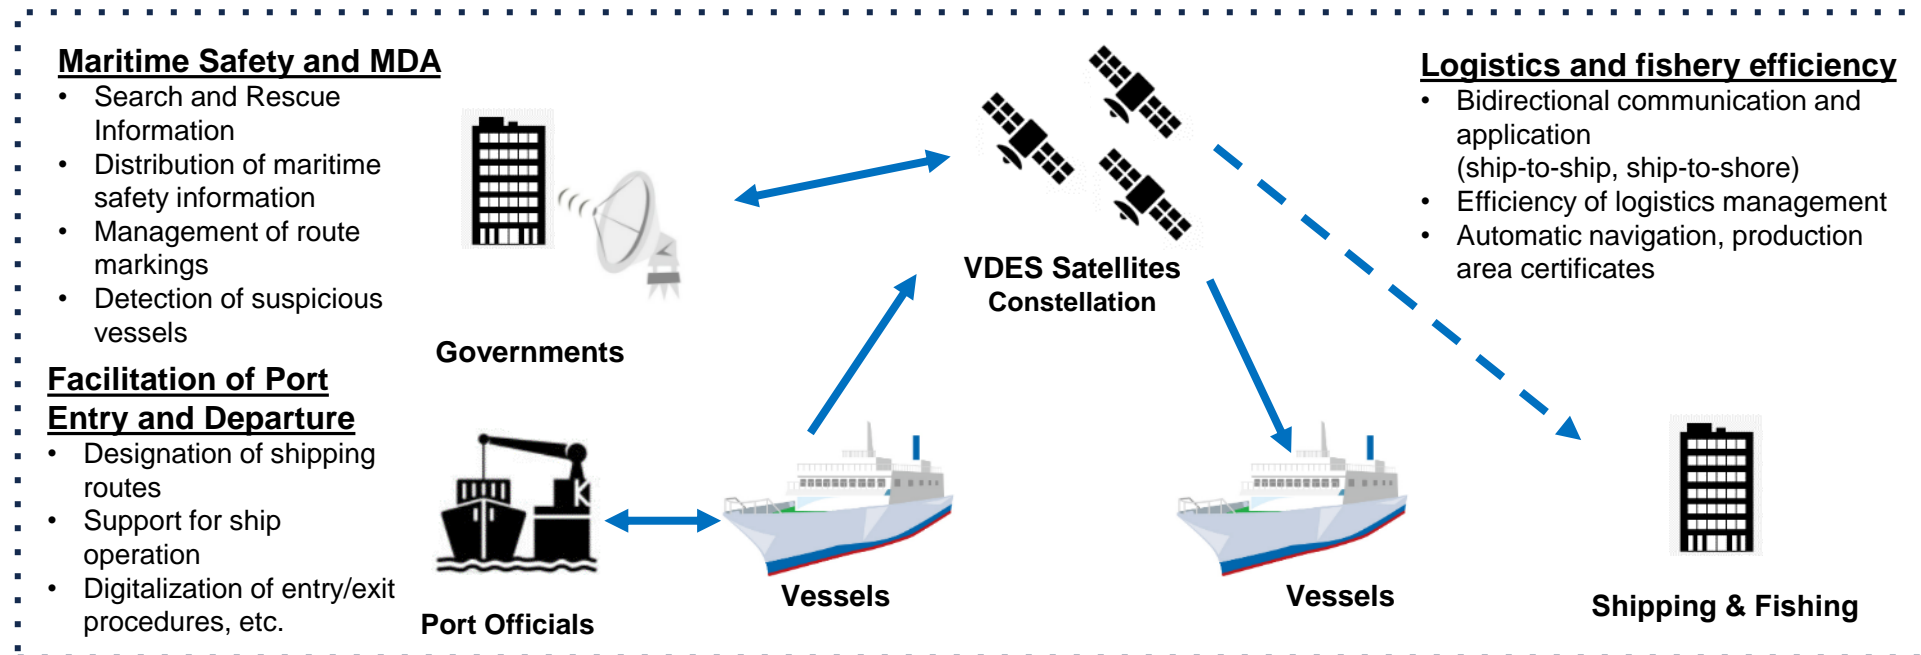 Maritime Safety and MDA
• Search and Rescue
Information
• Distribution of maritime
safety information
• Management of route
markings
• Detection of suspicious
vessels
Governments
Facilitation of Port
Entry and Departure
• Designation of shipping
routes
• Support for ship
operation
• Digitalization of entry/exit
procedures, etc.
K
Port Officials
Vessels
VDES Satellites
Constellation
Vessels
Logistics and fishery efficiency
• Bidirectional communication and
application
(ship-to-ship, ship-to-shore)
• Efficiency of logistics management
• Automatic navigation, production
area certificates
Shipping & Fishing